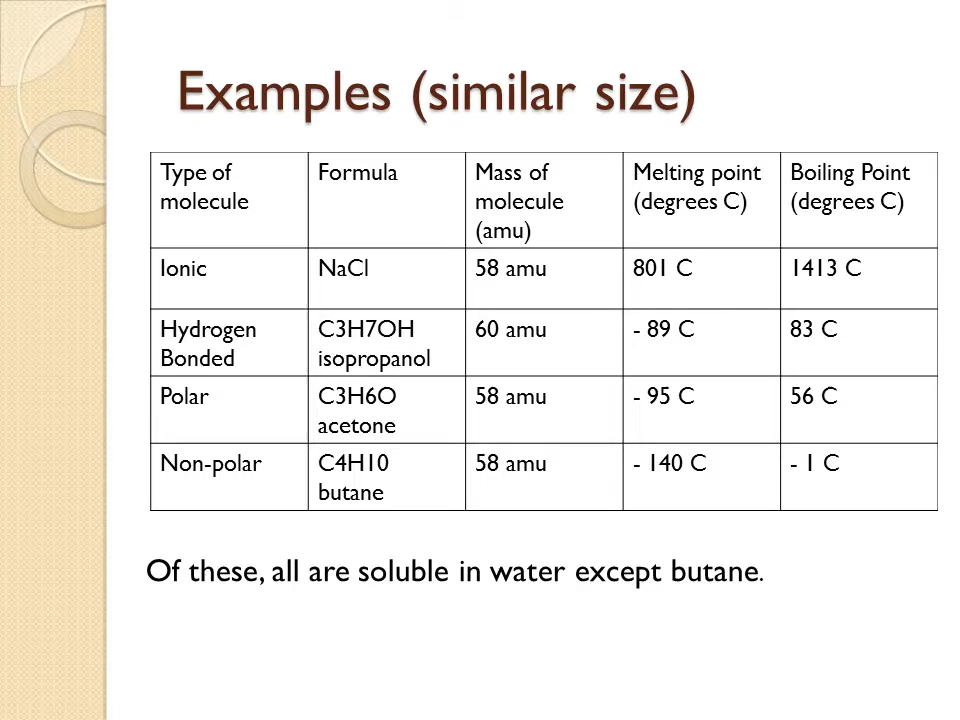 Examples (similar size)
Type of molecule Formula Mass of molecule (amu) Melting point (degrees C) Boiling Point (degrees C)
Ionic NaCl 58 amu 801 C 1413 C
Hydrogen Bonded C3H7OH isopropanol 60 amu - 89 C 83 C
Polar C3H6O acetone 58 amu - 95 C 56 C
Non-polar C4H10 butane 58 amu - 140 C - 1 C
Of these, all are soluble in water except butane.